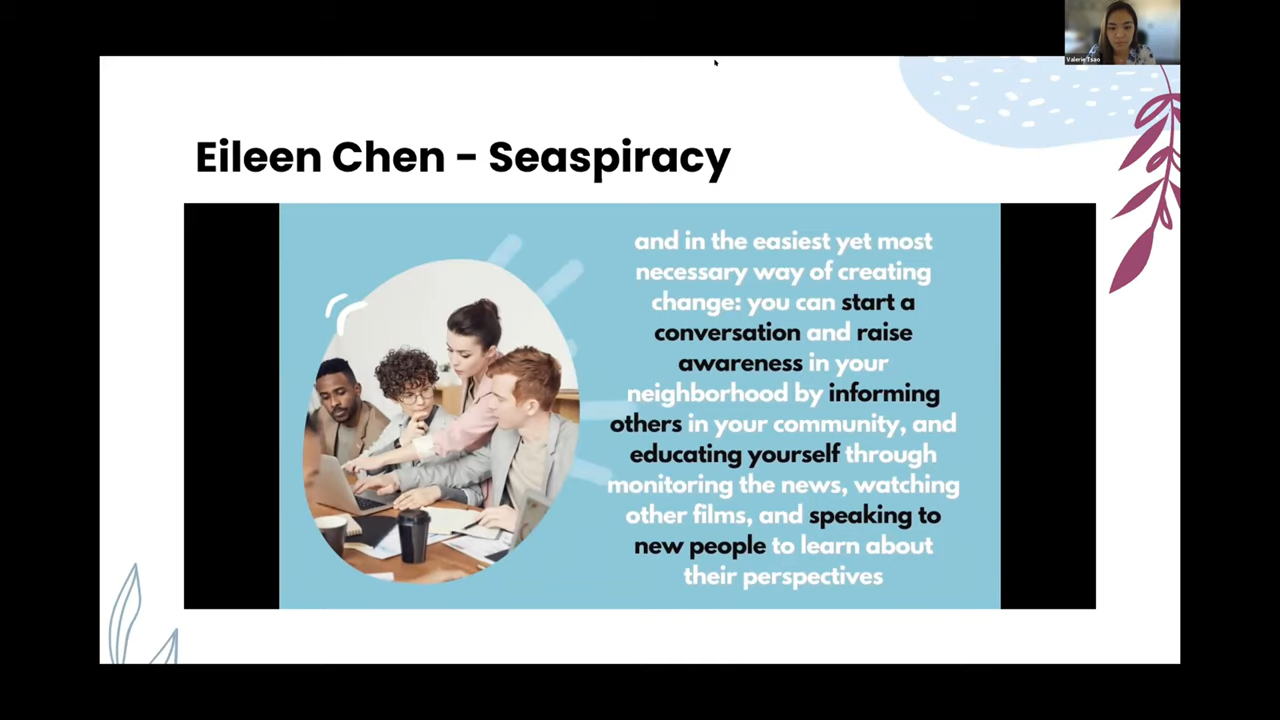 Valerie Tsao
Eileen Chen - Seaspiracy
and in the easiest yet most
necessary way of creating
change: you can start a
conversation and raise
awareness in your
neighborhood by informing
others in your community, and
educating yourself through
monitoring the news, watching
other films, and speaking to
new people to learn about
their perspectives